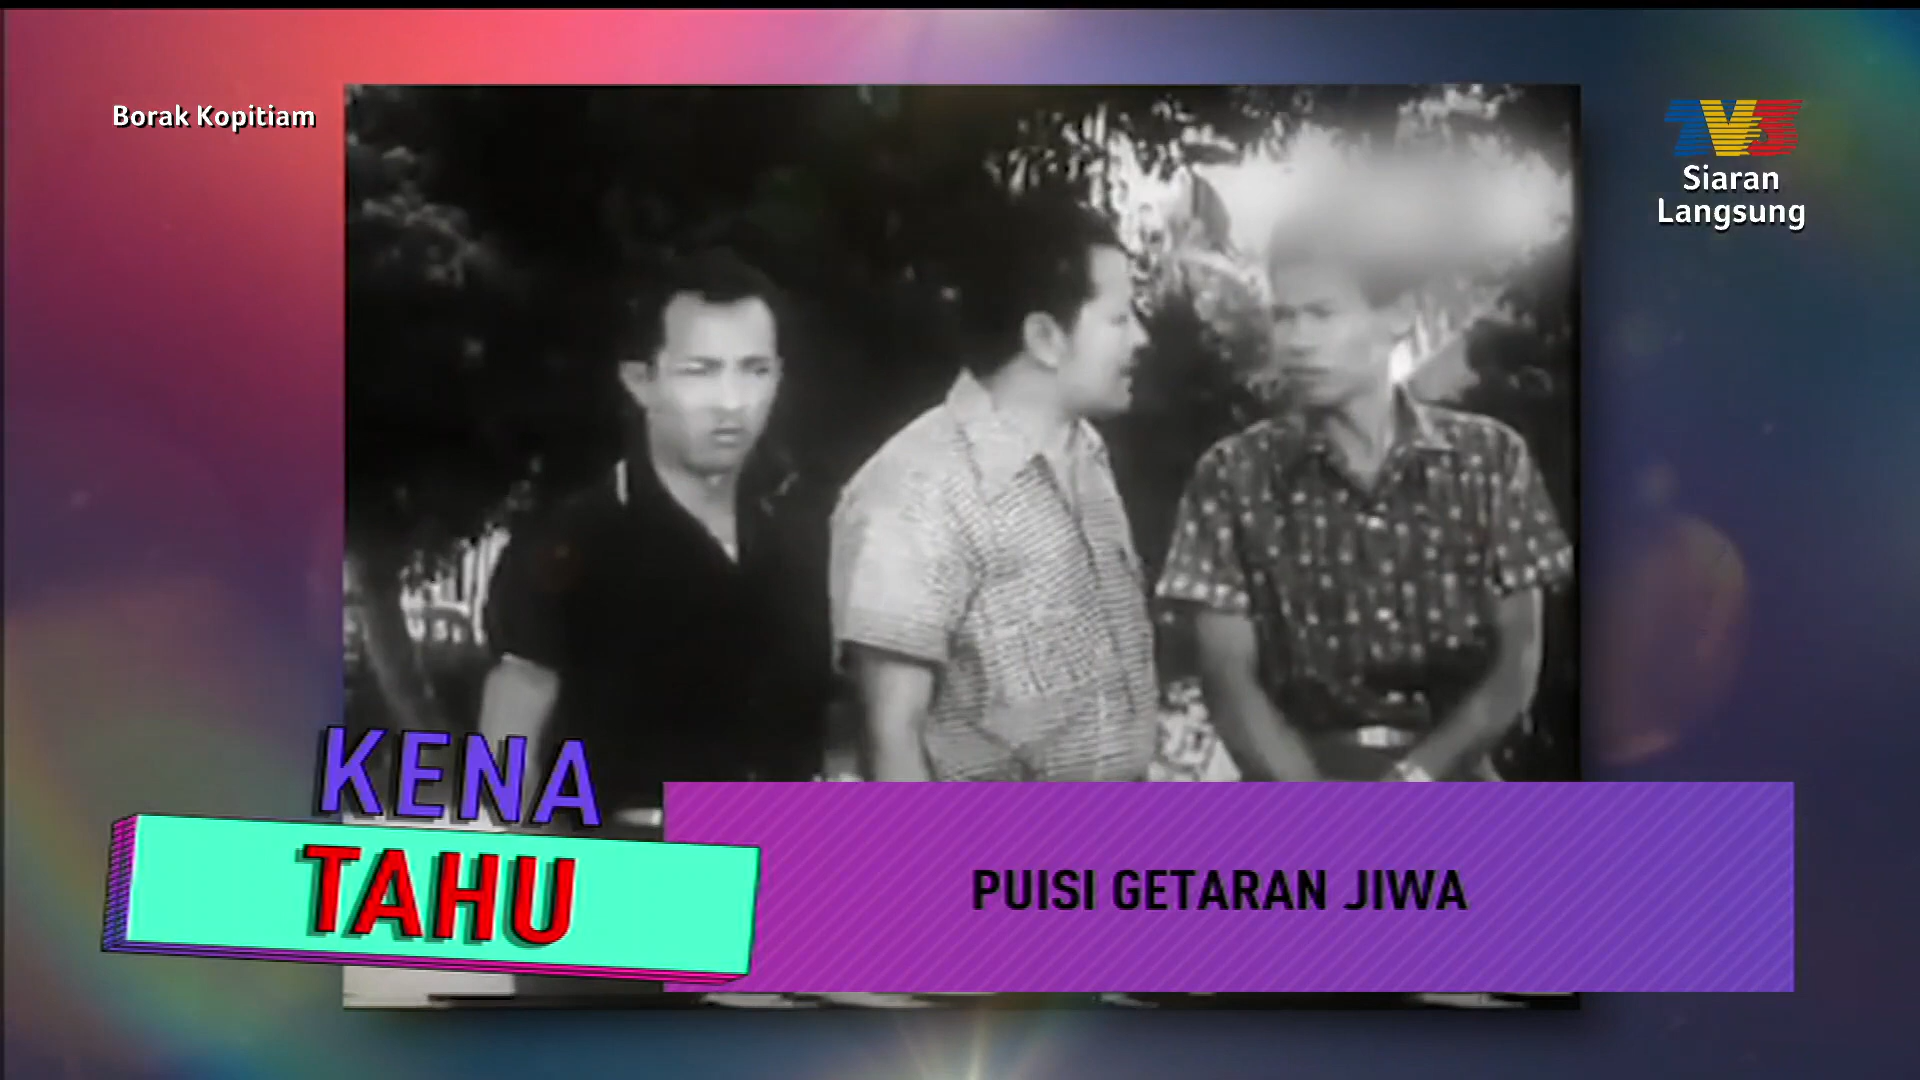 Borak Kopitiam
TV3
Siaran
Langsung
KENA
TAHU
PUISI GETARAN JIWA